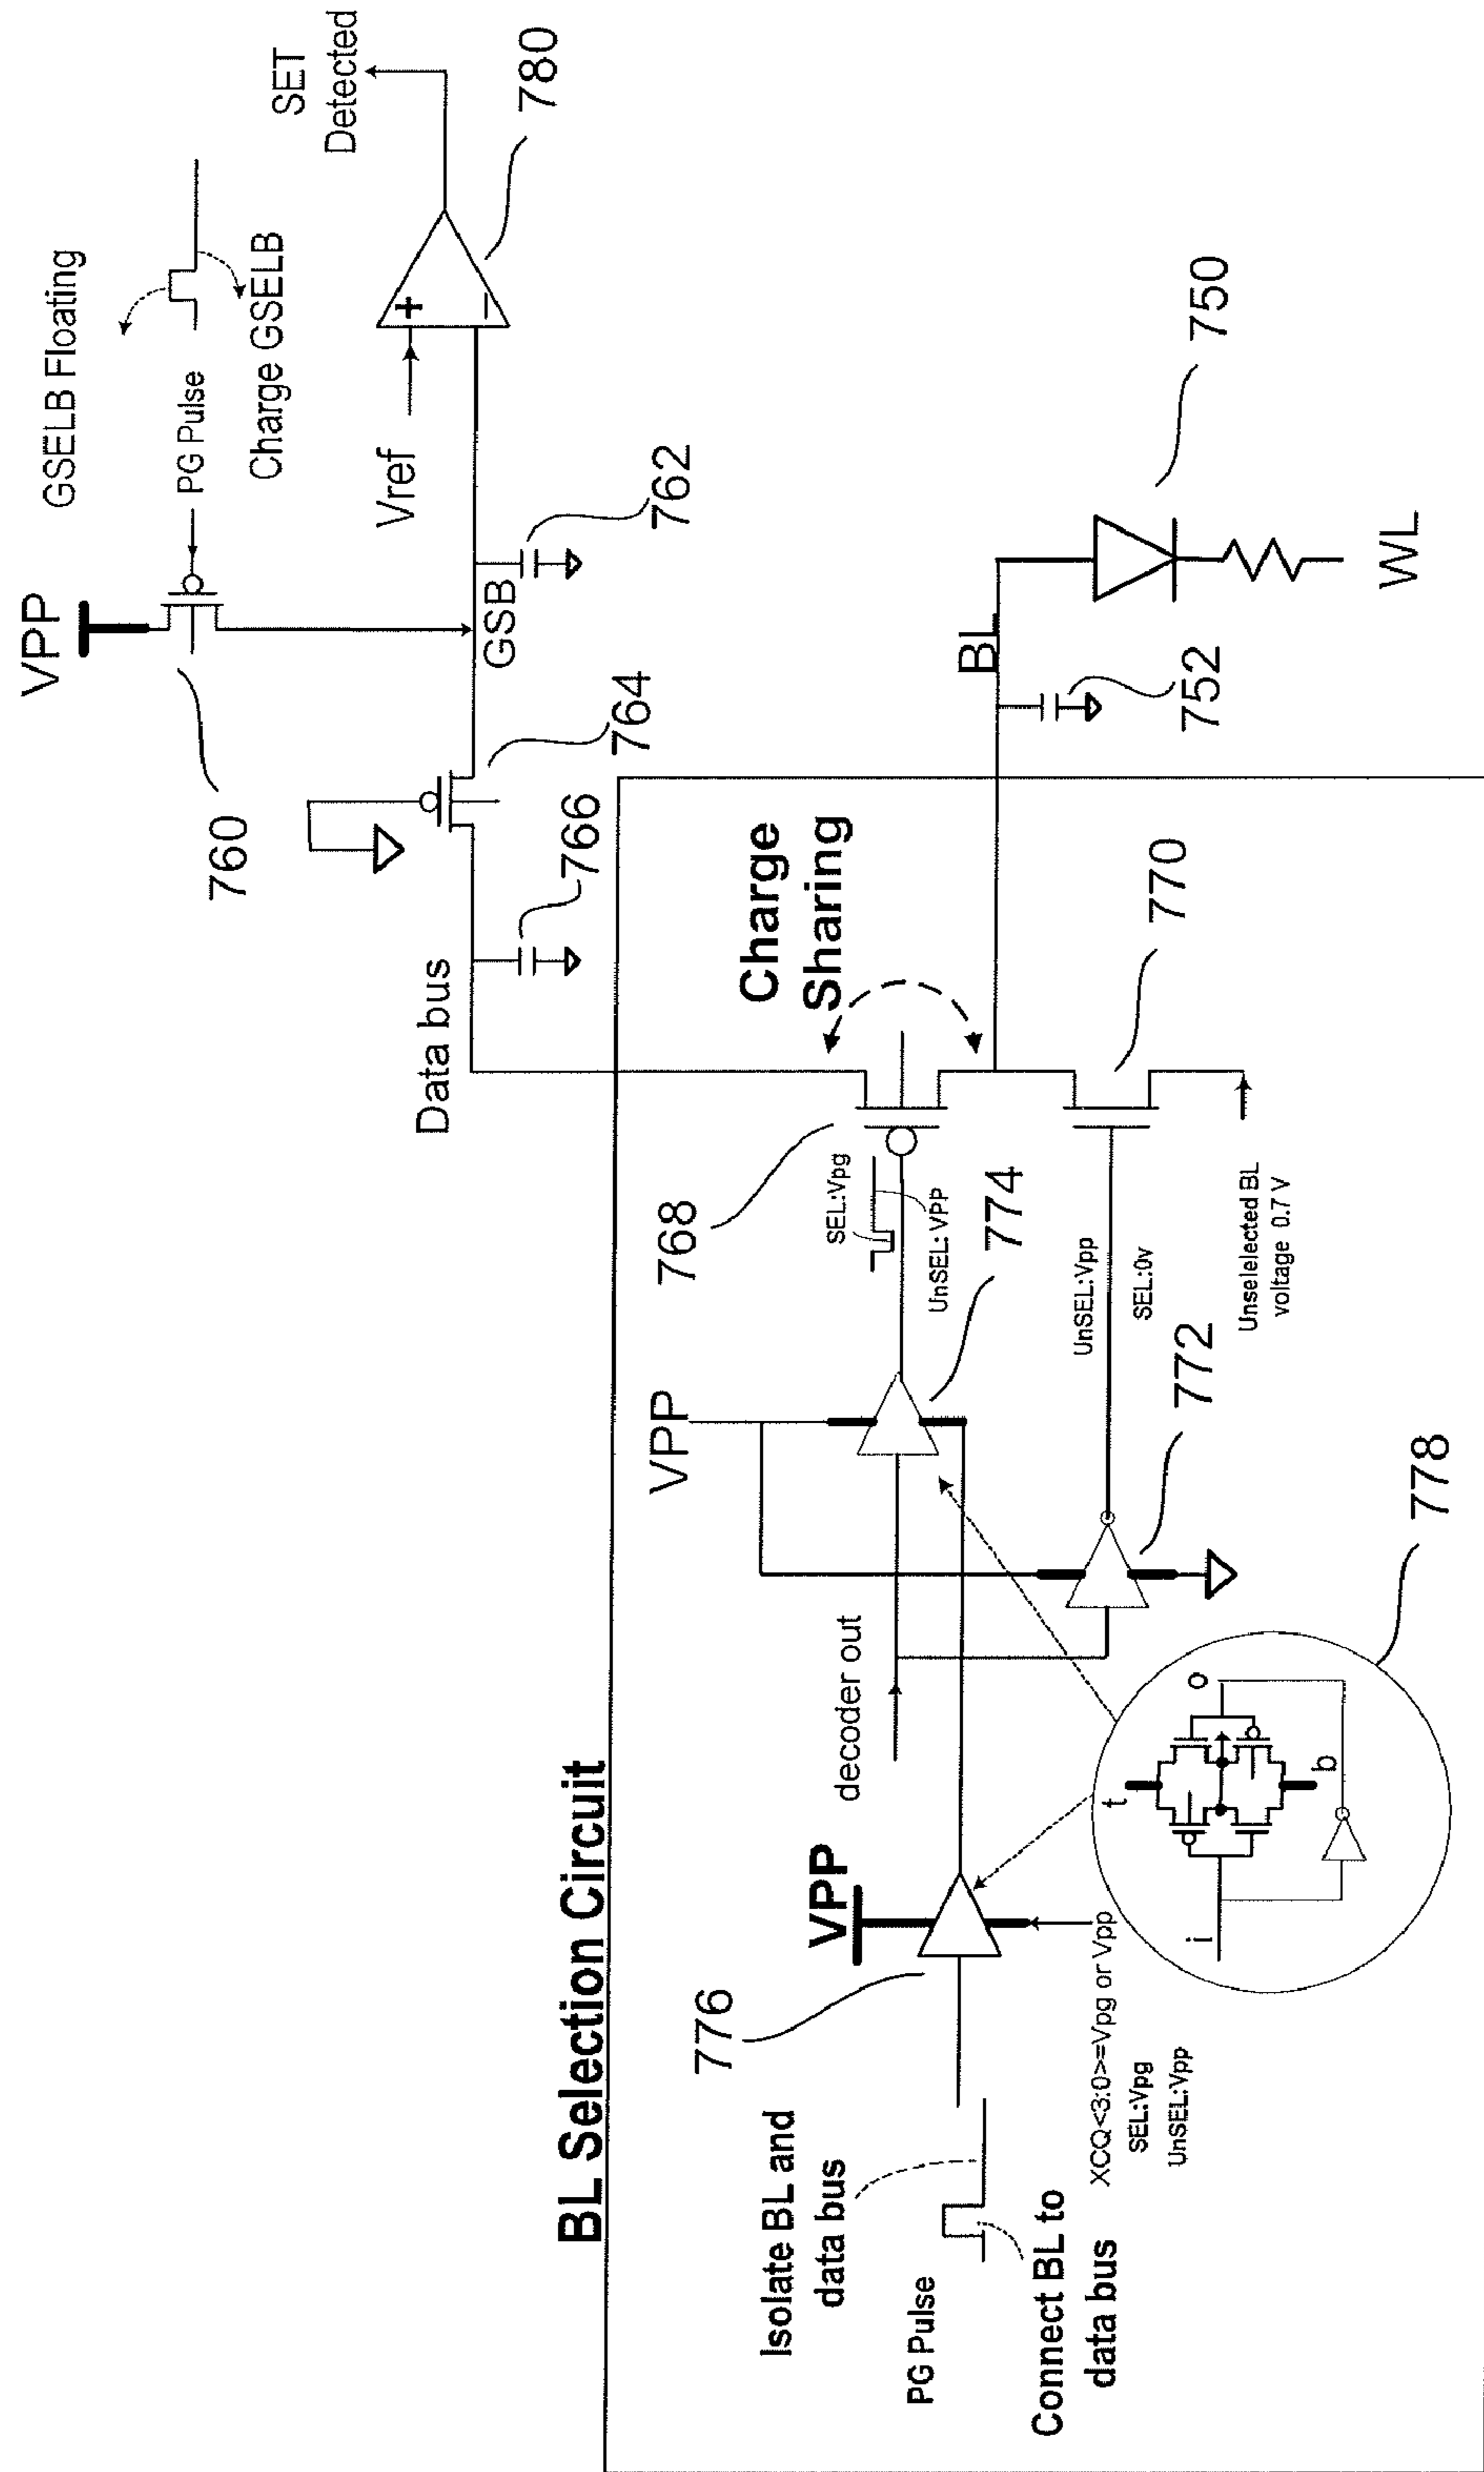 VPP
GSELB Floating
PG Pulse
Charge GSELB
SET
Detected
760
780
Vref
+
–
GSB
762
764
766
Data bus
BL Selection Circuit
Charge
Sharing
BL
752
750
WL
768
SEL:Vpg
UnSEL: VPP
774
VPP
770
UnSEL:Vpp
SEL:0v
Unselelected BL
voltage 0.7 V
772
decoder out
VPP
776
Isolate BL and
data bus
PG Pulse
Connect BL to
data bus
XCQ<3:0>=Vpg or Vpp
SEL:Vpg
UnSEL:Vpp
778
i
t
o
b